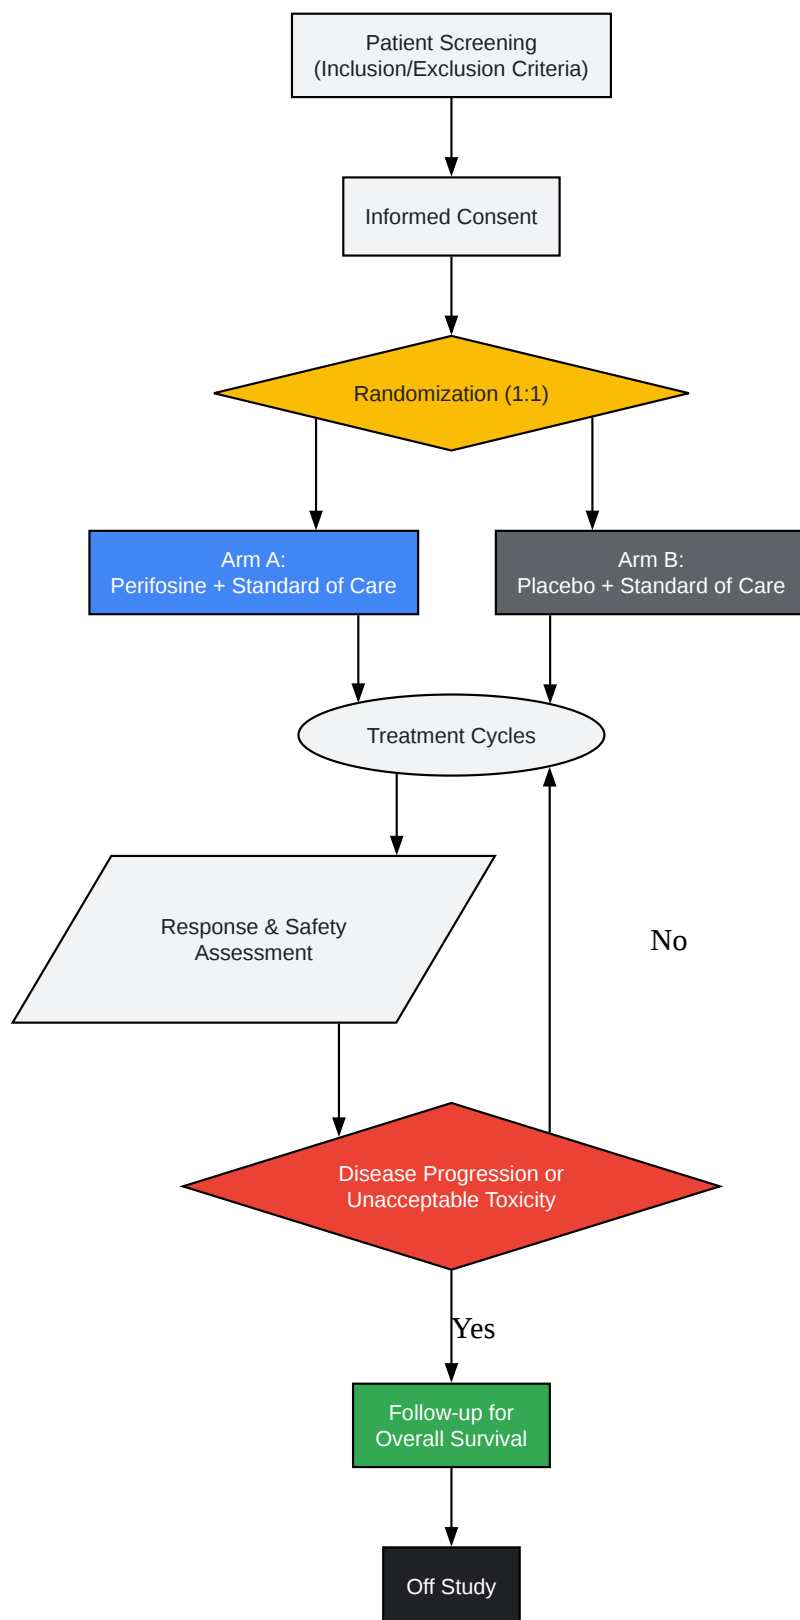 Patient Screening
(Inclusion/Exclusion Criteria)
Informed Consent
Randomization (1:1)
Arm A:
Perifosine + Standard of Care
Arm B:
Placebo + Standard of Care
Treatment Cycles
Response & Safety
Assessment
No
Disease Progression or
Unacceptable Toxicity
Yes
Follow-up for
Overall Survival
Off Study